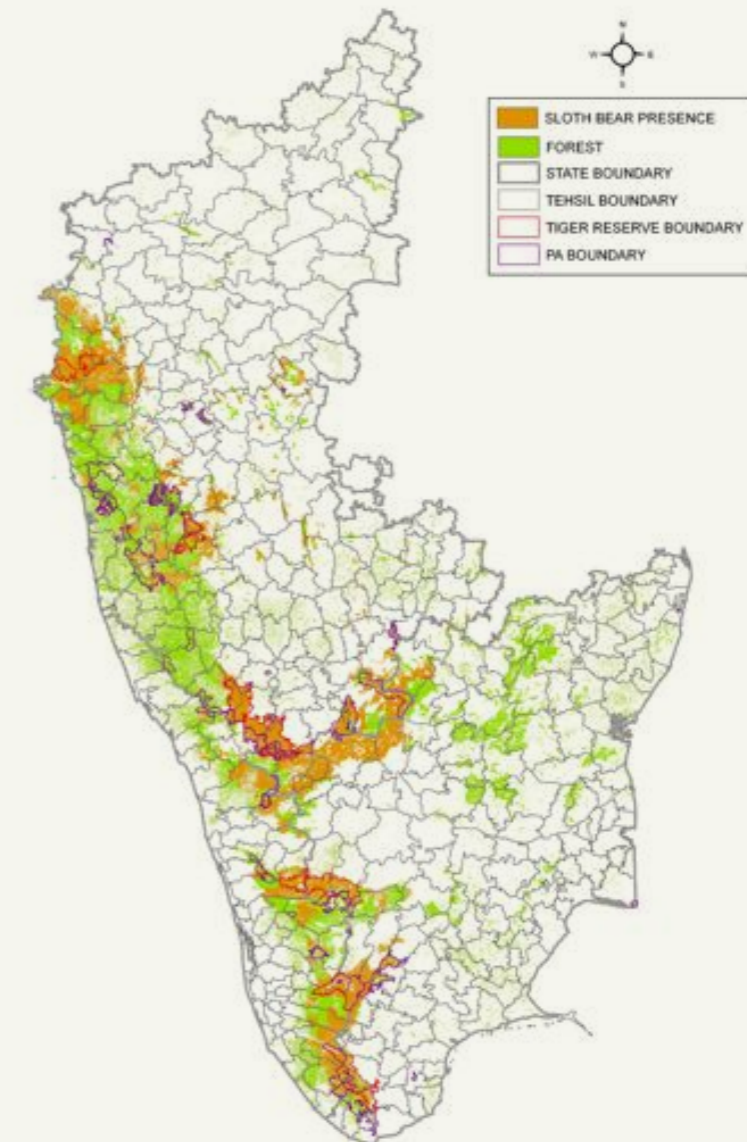 N
W
E
S
SLOTH BEAR PRESENCE
FOREST
STATE BOUNDARY
TEHSIL BOUNDARY
TIGER RESERVE BOUNDARY
PA BOUNDARY